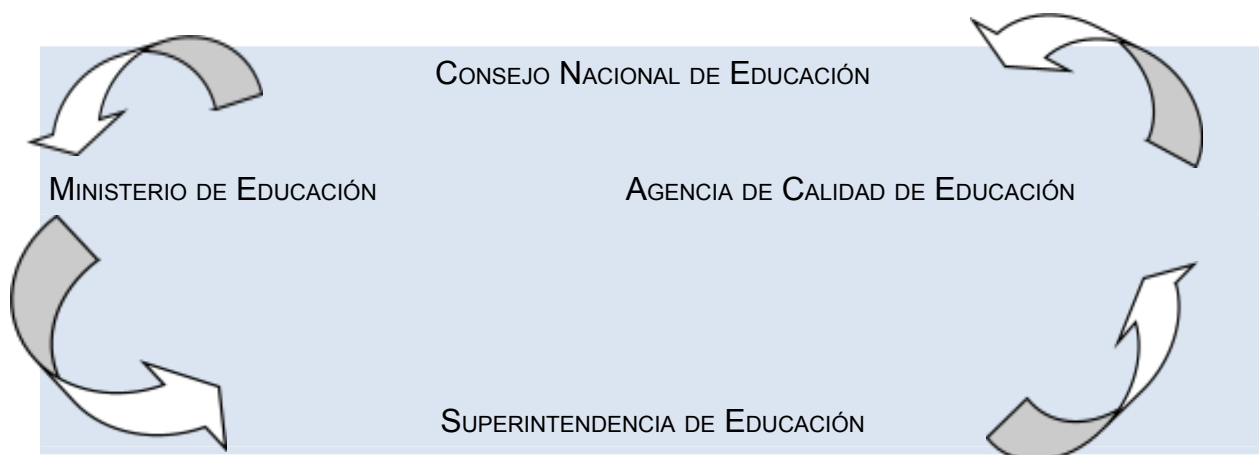 Consejo Nacional de Educación
Ministerio de Educación Agencia de Calidad de Educación
Superintendencia de Educación